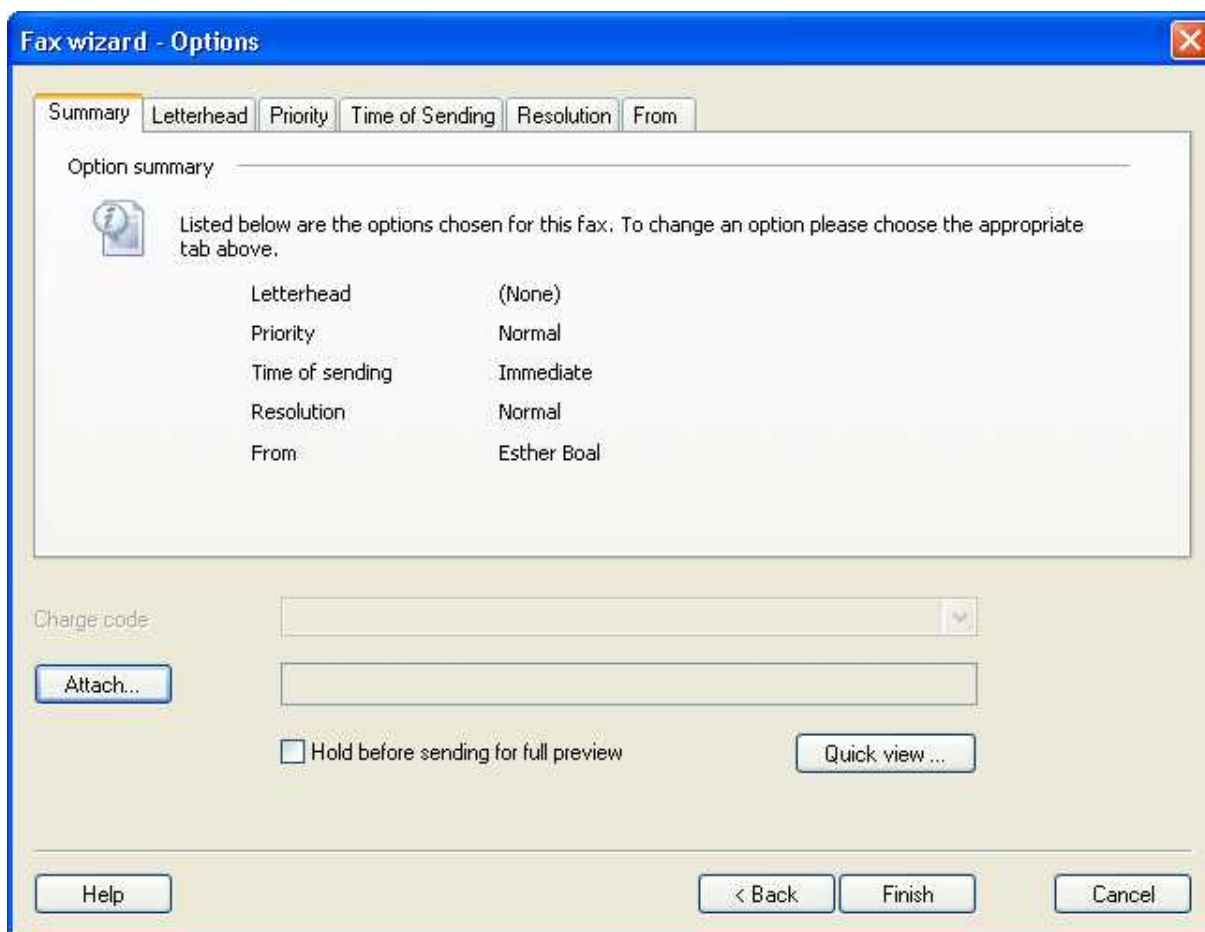 Fax wizard - Options
Summary Letterhead Priority Time of Sending Resolution From
Option summary
Listed below are the options chosen for this fax. To change an option please choose the appropriate
tab above.
Letterhead (None)
Priority Normal
Time of sending Immediate
Resolution Normal
From Esther Boal
Charge code
Attach...
Hold before sending for full preview Quick view ...
Help < Back Finish Cancel